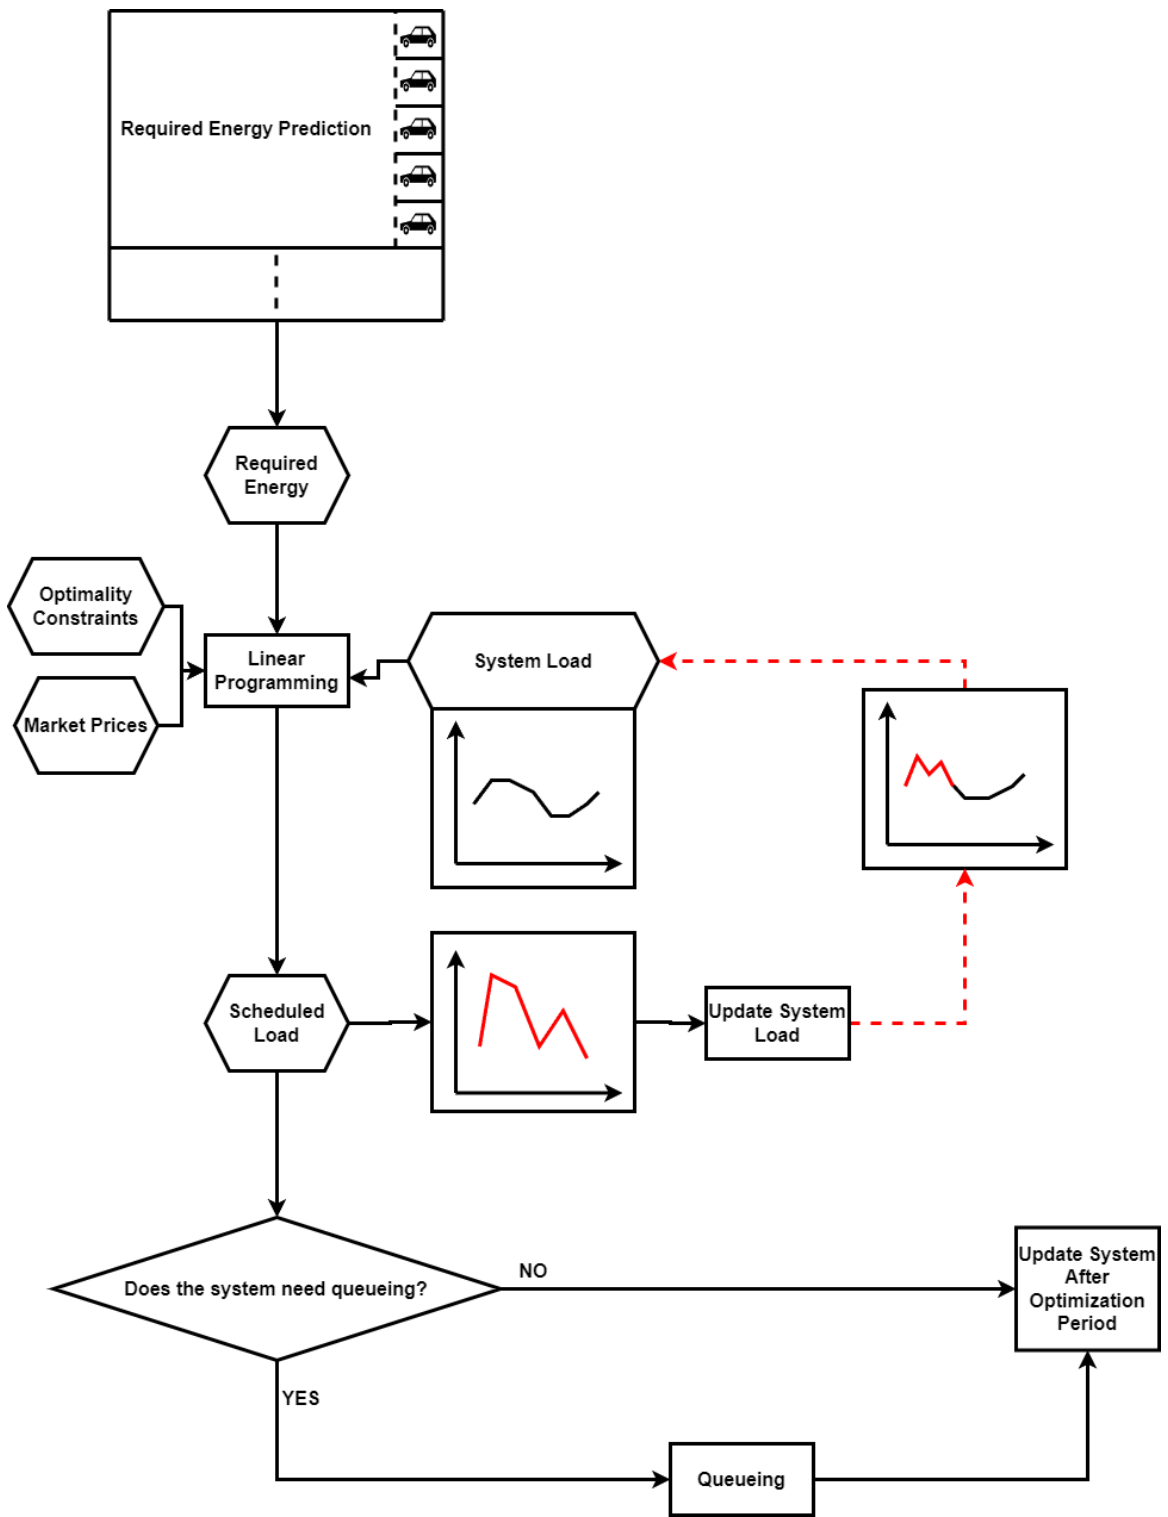 Required Energy Prediction
Required
Energy
Optimality
Constraints
Linear
Programming
System Load
Market Prices
Scheduled
Load
Update System
Load
Does the system need queueing?
NO
Update System
After
Optimization
Period
YES
Queueing